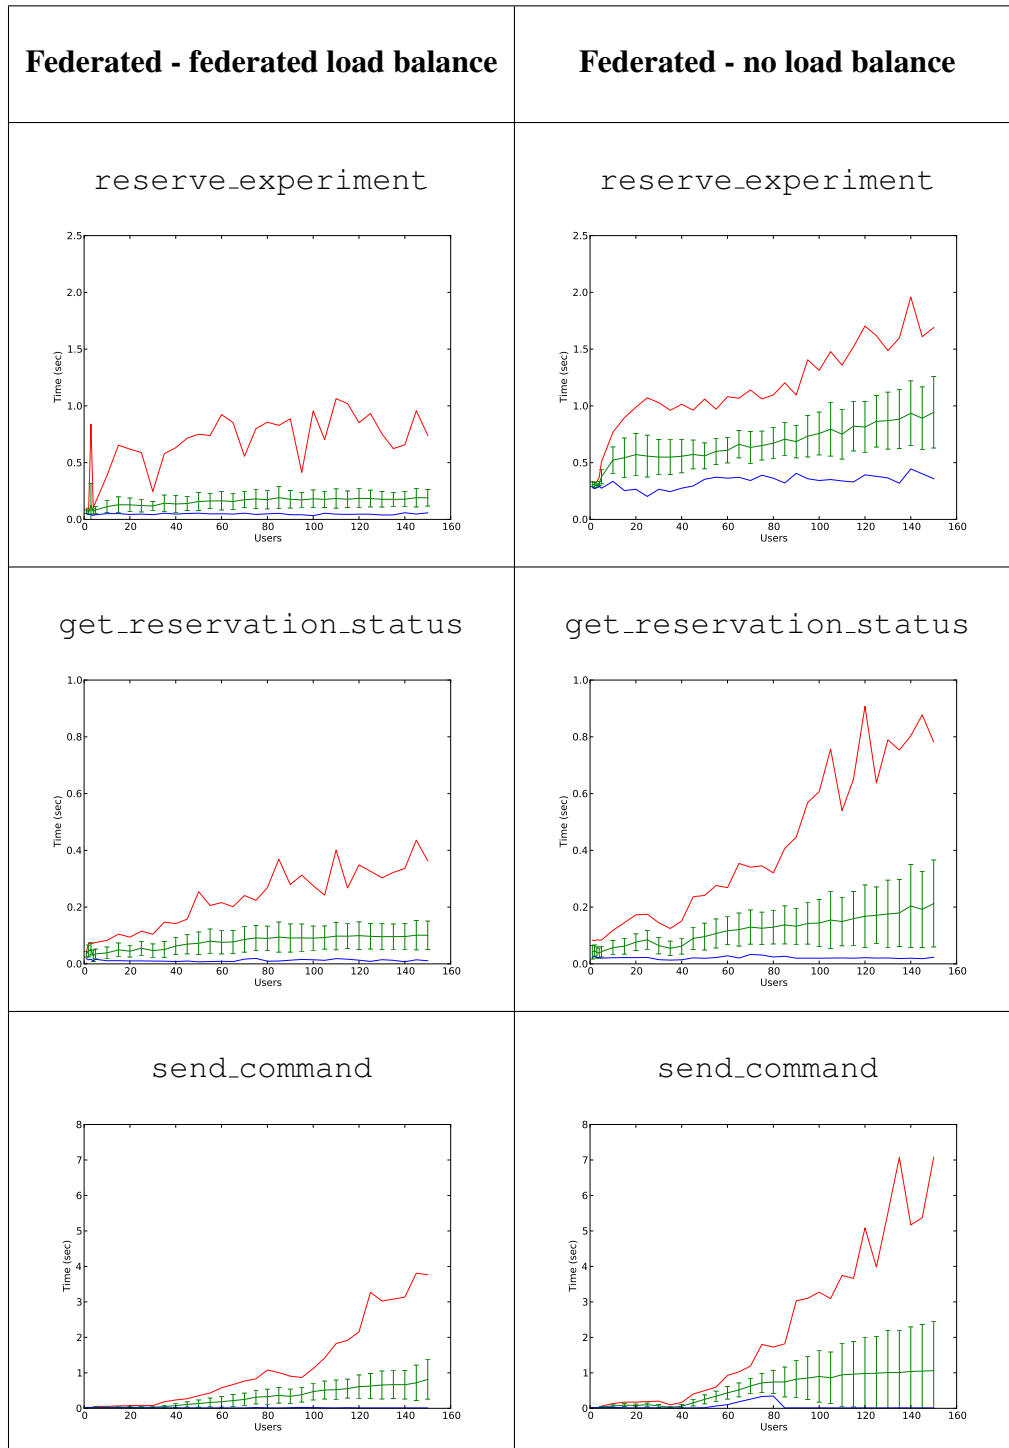 Federated - federated load balance
Federated - no load balance
reserve_experiment
reserve_experiment
2.5
2.0
1.5
1.0
0.5
0.0
Time (sec)
0 20 40 60 80 100 120 140 160
Users
2.5
2.0
1.5
1.0
0.5
0.0
Time (sec)
0 20 40 60 80 100 120 140 160
Users
get_reservation_status
get_reservation_status
1.0
0.8
0.6
0.4
0.2
0.0
Time (sec)
0 20 40 60 80 100 120 140 160
Users
1.0
0.8
0.6
0.4
0.2
0.0
Time (sec)
0 20 40 60 80 100 120 140 160
Users
send_command
send_command
8
7
6
5
4
3
2
1
0
Time (sec)
0 20 40 60 80 100 120 140 160
Users
8
7
6
5
4
3
2
1
0
Time (sec)
0 20 40 60 80 100 120 140 160
Users